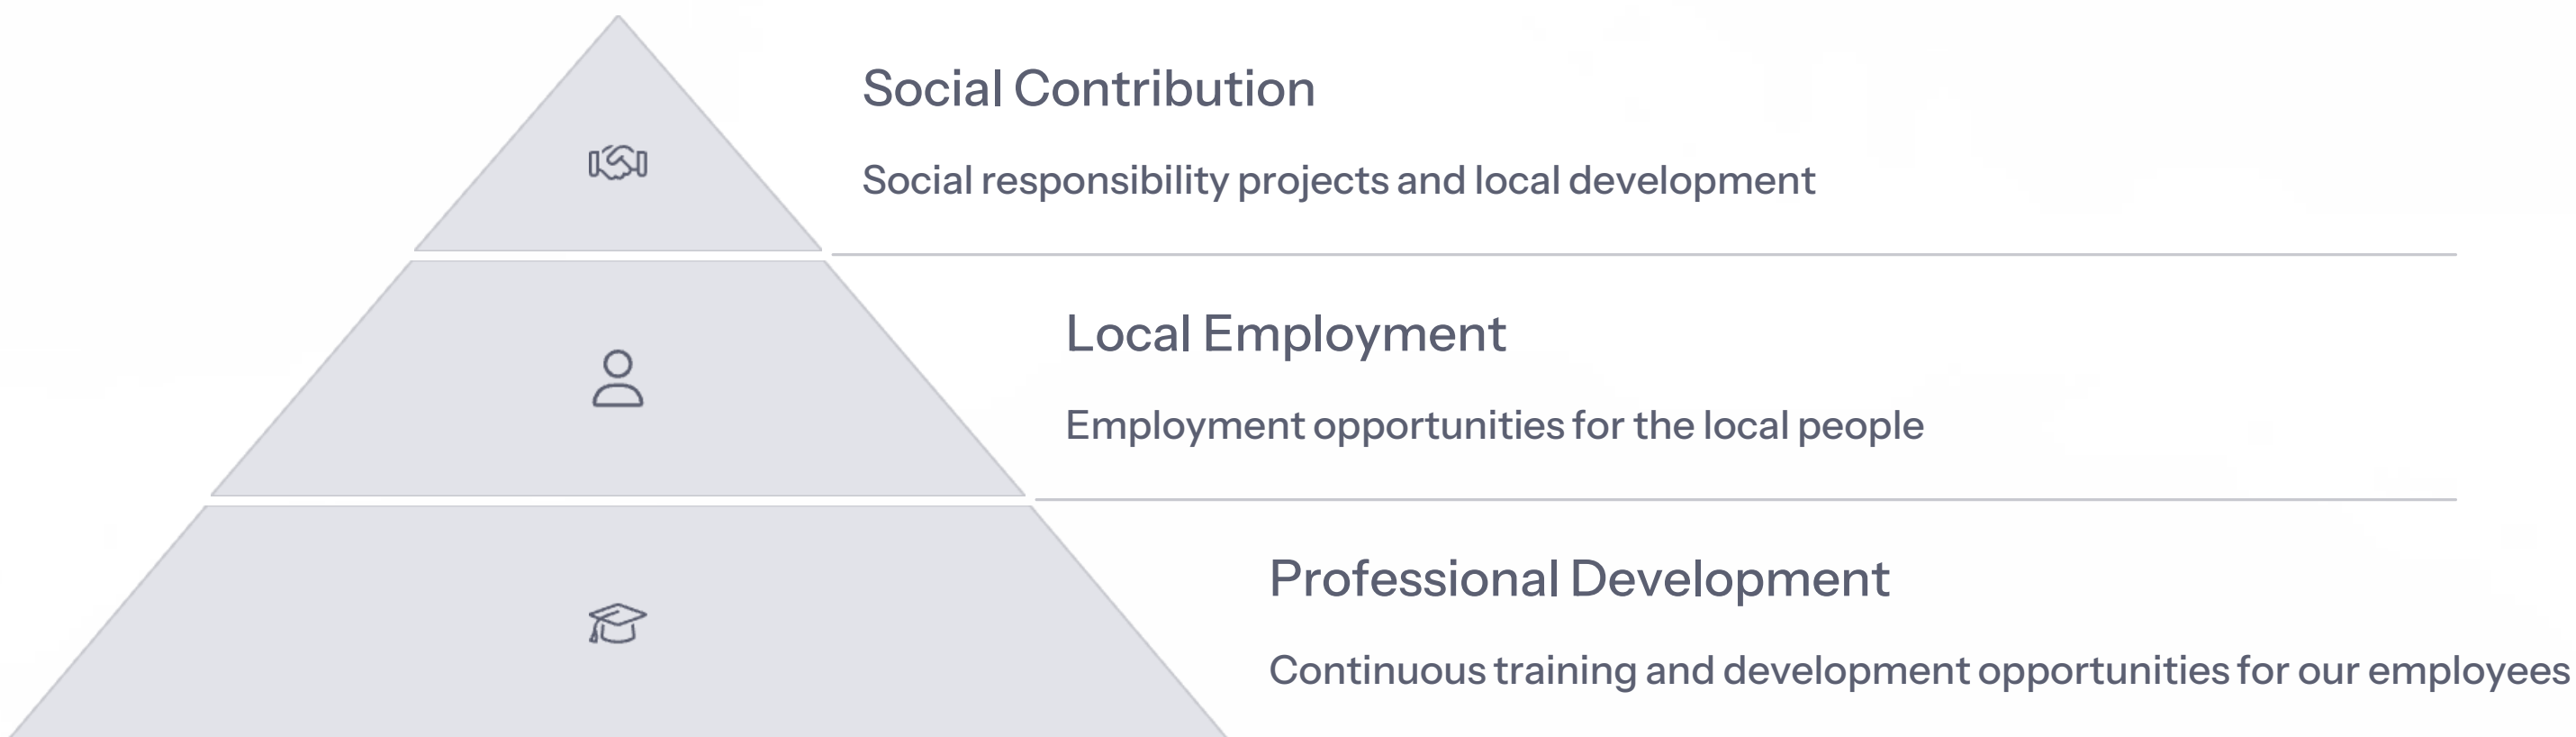 Social Contribution
Social responsibility projects and local development
Local Employment
Employment opportunities for the local people
Professional Development
Continuous training and development opportunities for our employees